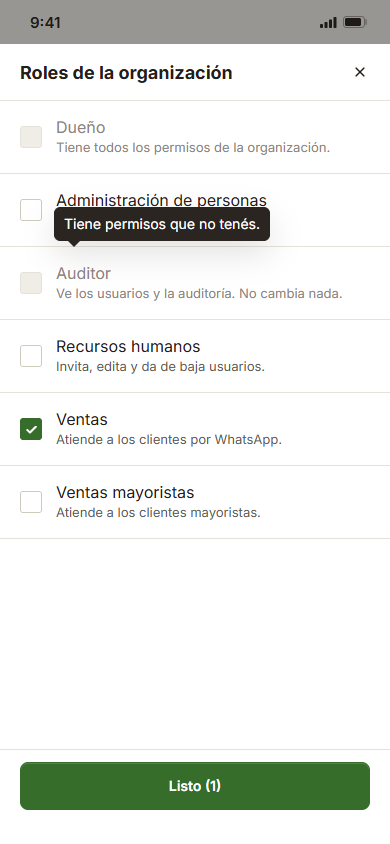 9:41
Roles de la organización
Dueño
Tiene todos los permisos de la organización.
Administración de personas
Tiene permisos que no tenés.
Auditor
Ve los usuarios y la auditoría. No cambia nada.
Recursos humanos
Invita, edita y da de baja usuarios.
Ventas
Atiende a los clientes por WhatsApp.
Ventas mayoristas
Atiende a los clientes mayoristas.
Listo (1)